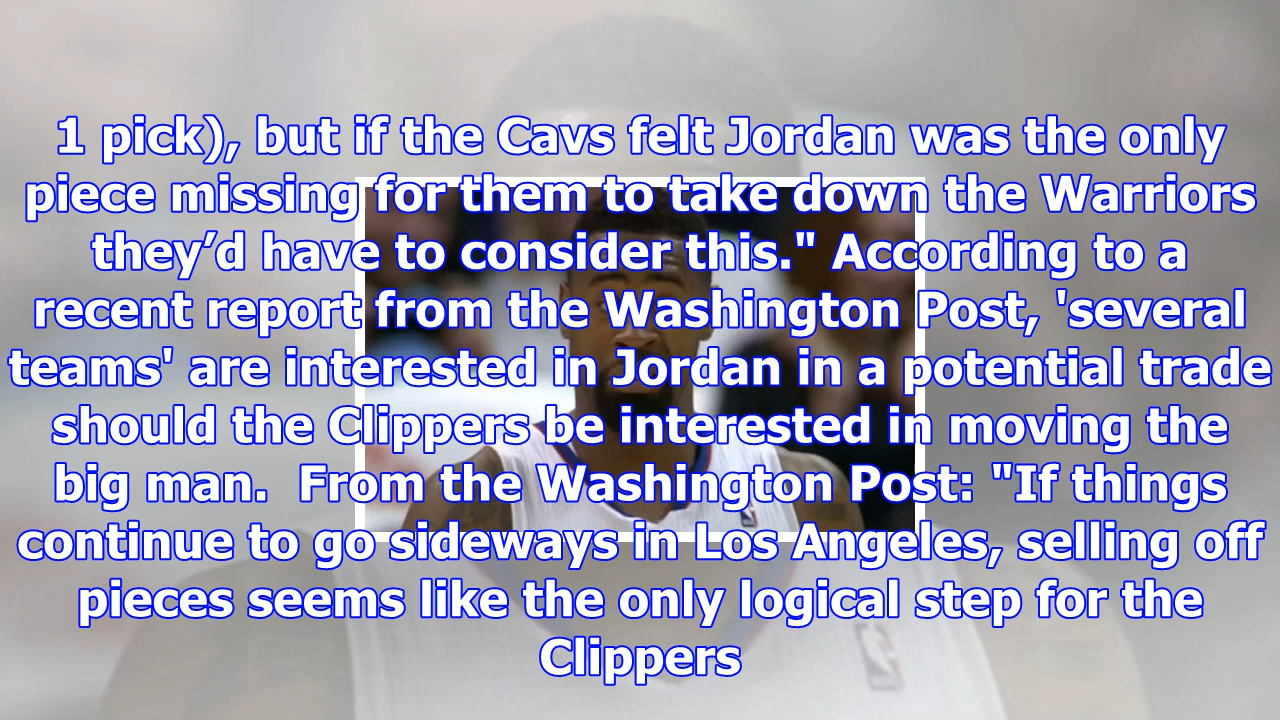 1 pick), but if the Cavs felt Jordan was the only
piece missing for them to take down the Warriors
they’d have to consider this." According to a
recent report from the Washington Post, 'several
teams' are interested in Jordan in a potential trade
should the Clippers be interested in moving the
big man.  From the Washington Post: "If things
continue to go sideways in Los Angeles, selling off
pieces seems like the only logical step for the
Clippers